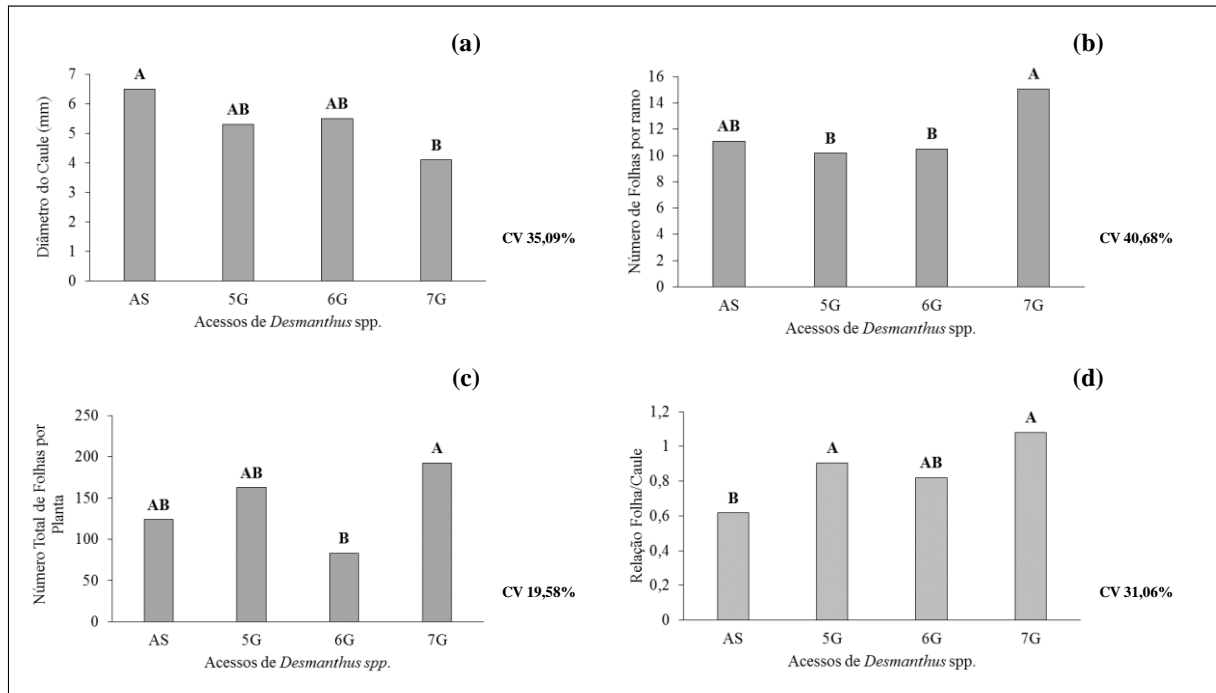 (a)
Diâmetro do Caule (mm)
7
6
5
4
3
2
1
0
A
AB
AB
B
AS 5G 6G 7G
Acessos de Desmanthus spp.
CV 35,09%
(b)
Número de Folhas por ramo
16
14
12
10
8
6
4
2
0
AB
B
B
A
AS 5G 6G 7G
Acessos de Desmanthus spp.
CV 40,68%
(c)
Número Total de Folhas por
Planta
250
200
150
100
50
0
AB
AB
B
A
AS 5G 6G 7G
Acessos de Desmanthus spp.
CV 19,58%
(d)
Relação Folha/Caule
1,2
1
0,8
0,6
0,4
0,2
0
B
A
AB
A
AS 5G 6G 7G
Acessos de Desmanthus spp.
CV 31,06%